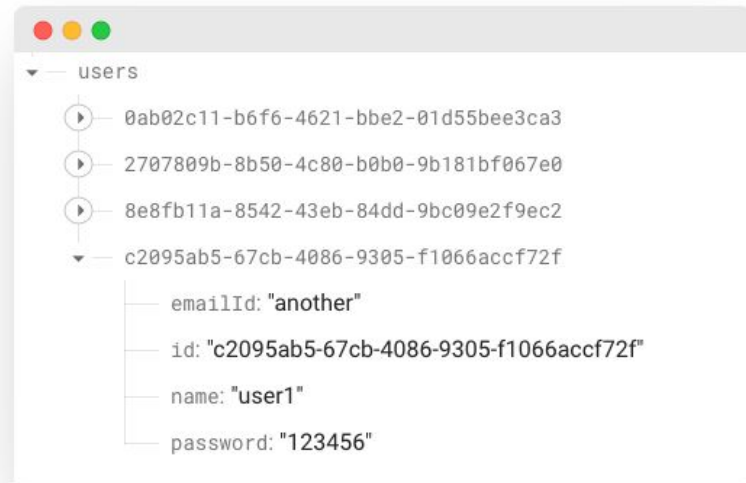 users
0ab02c11-b6f6-4621-bbe2-01d55bee3ca3
2707809b-8b50-4c80-b0b0-9b181bf067e0
8e8fb11a-8542-43eb-84dd-9bc09e2f9ec2
c2095ab5-67cb-4086-9305-f1066accf72f
emailId: "another"
id: "c2095ab5-67cb-4086-9305-f1066accf72f"
name: "user1"
password: "123456"